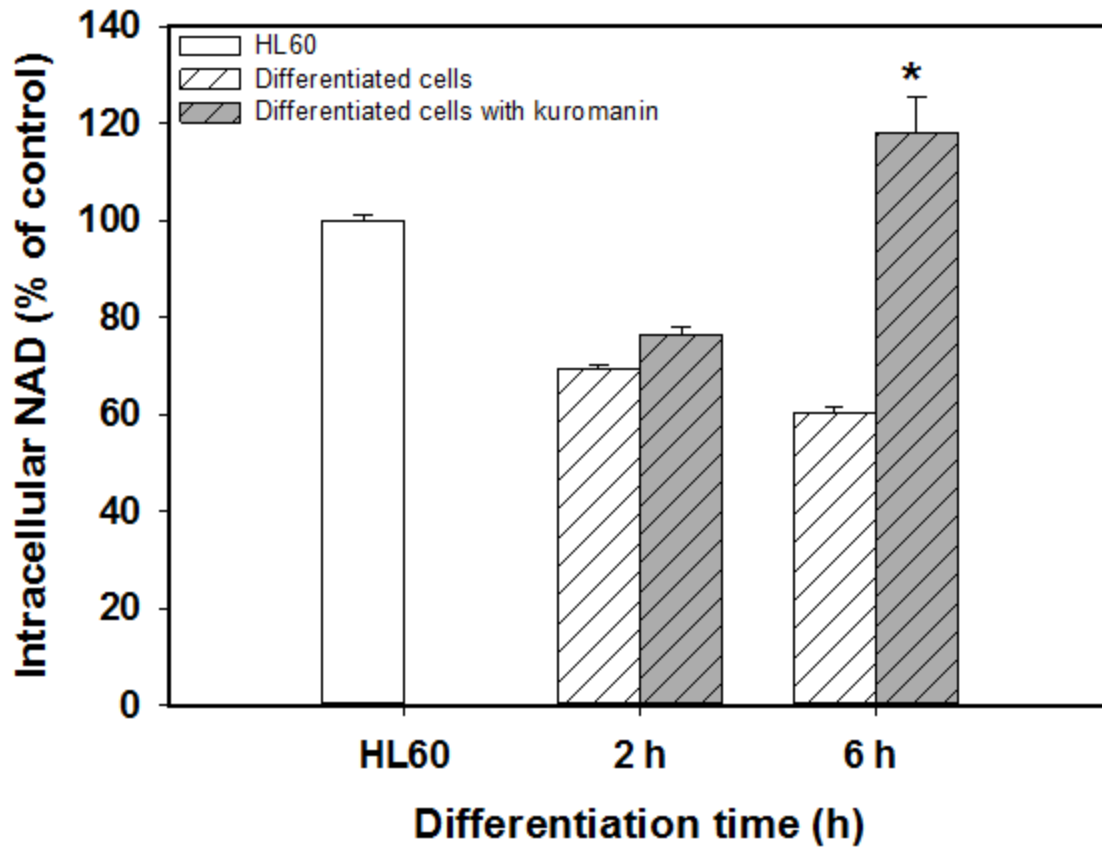 Intracellular NAD (% of control)
140
120
100
80
60
40
20
0
HL60
Differentiated cells
Differentiated cells with kuromanin
*
HL60
2 h
6 h
Differentiation time (h)